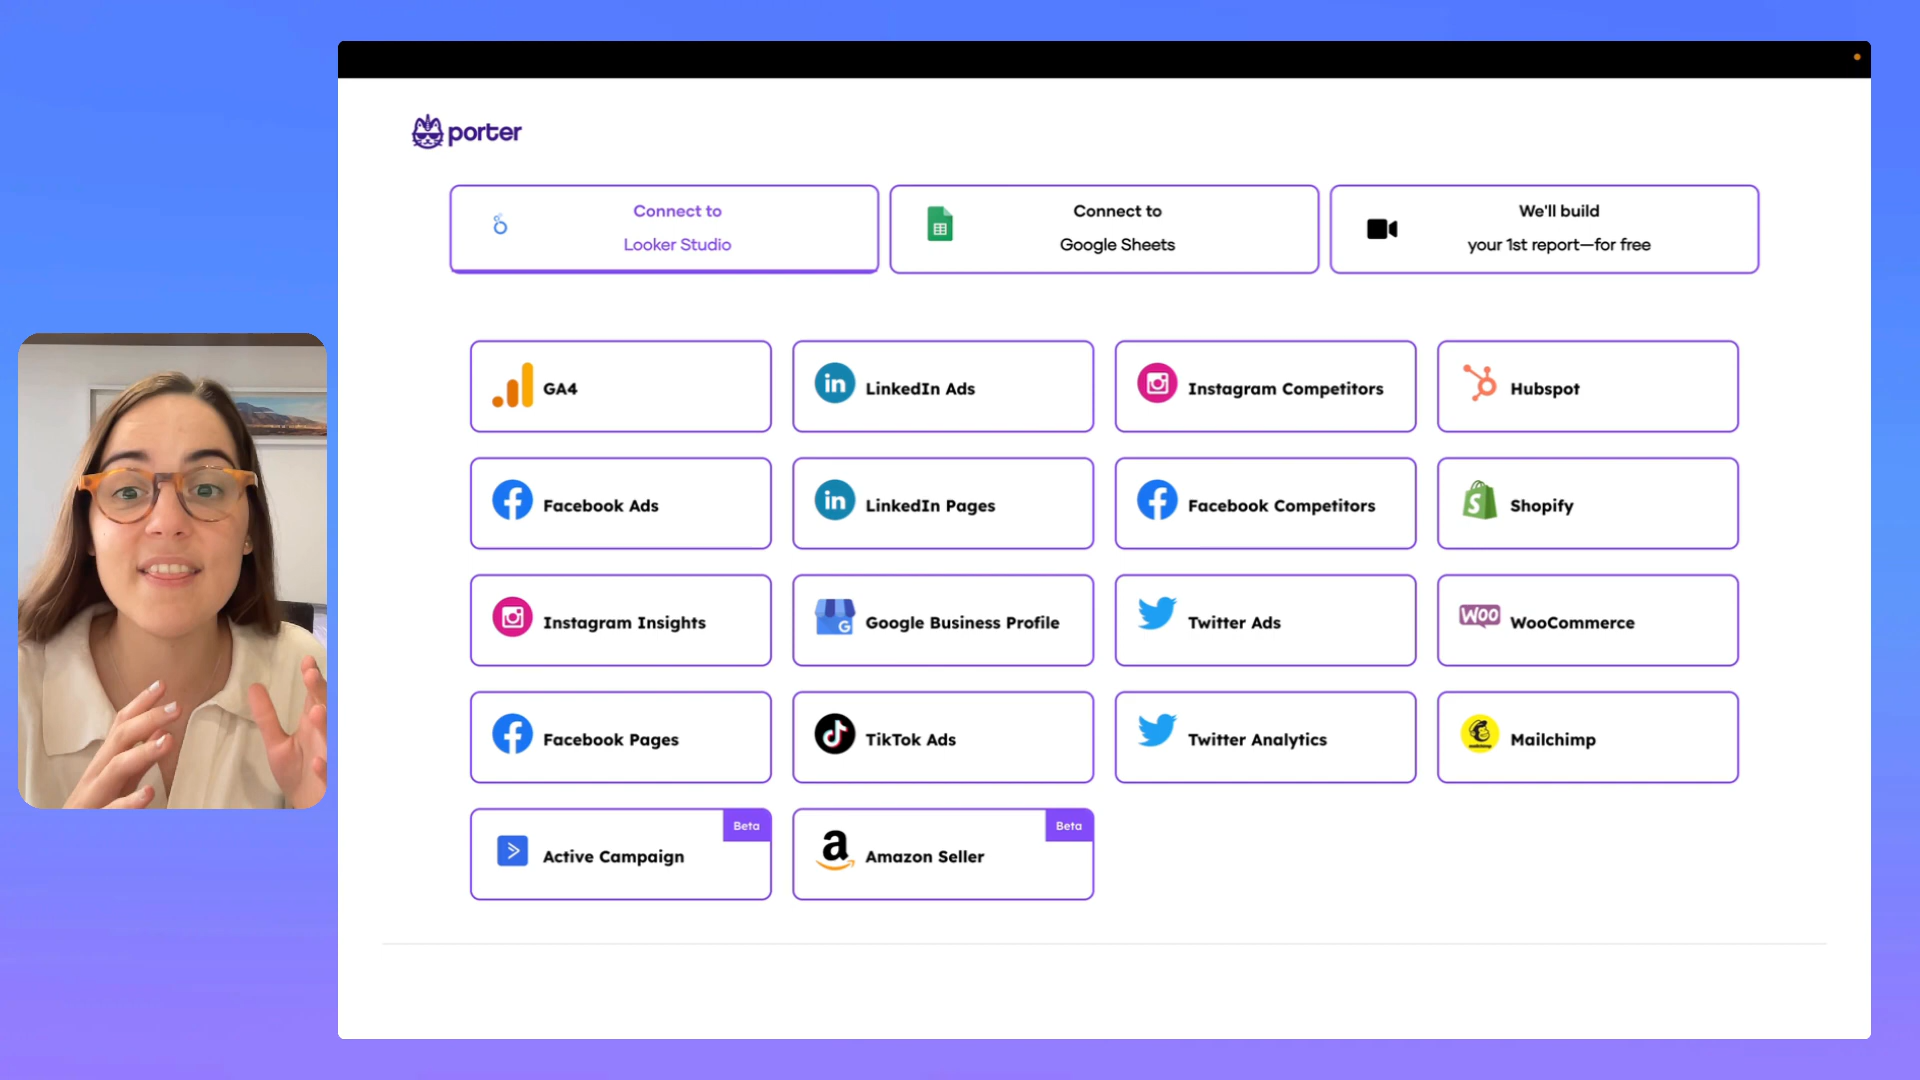 porter
Connect to
Looker Studio
Connect to
Google Sheets
We'll build
your 1st report—for free
GA4
LinkedIn Ads
Instagram Competitors
Hubspot
Facebook Ads
LinkedIn Pages
Facebook Competitors
Shopify
Instagram Insights
Google Business Profile
Twitter Ads
WOO
WooCommerce
Facebook Pages
TikTok Ads
Twitter Analytics
Mailchimp
Beta
Active Campaign
Beta
Amazon Seller